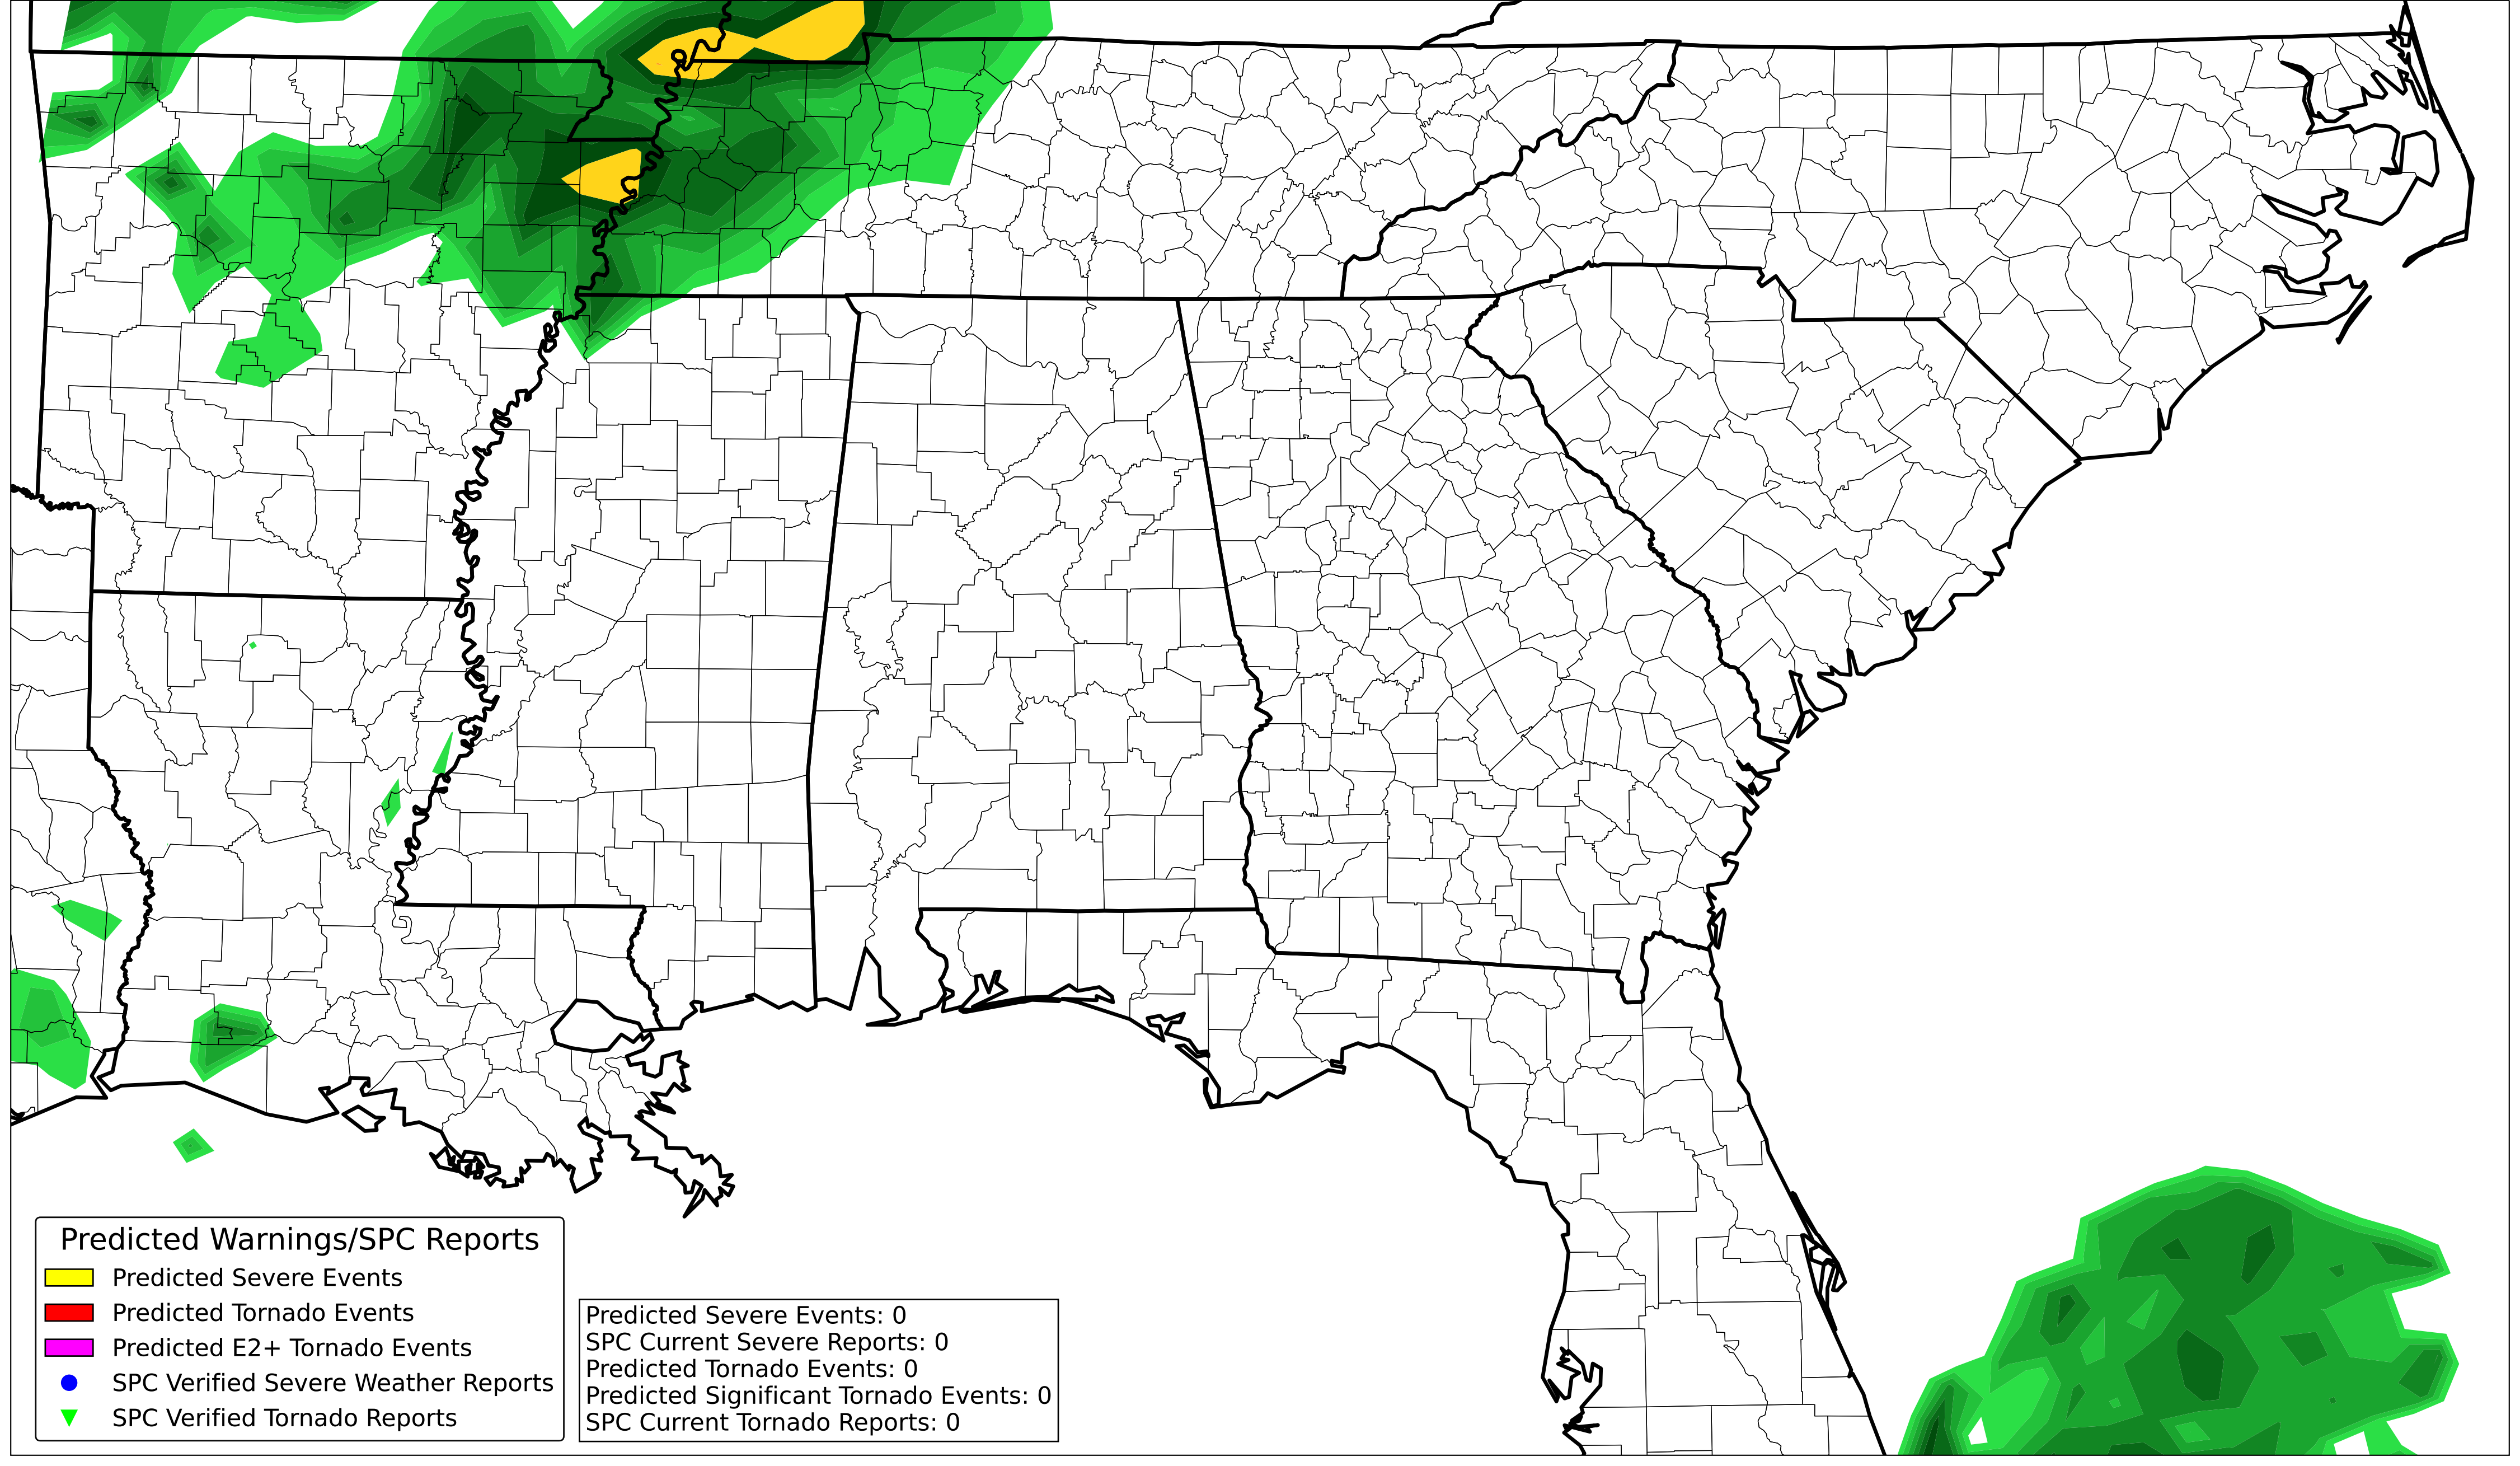 Predicted Warnings/SPC Reports
Predicted Severe Events
Predicted Tornado Events
Predicted E2+ Tornado Events
SPC Verified Severe Weather Reports
SPC Verified Tornado Reports
Predicted Severe Events: 0
SPC Current Severe Reports: 0
Predicted Tornado Events: 0
Predicted Significant Tornado Events: 0
SPC Current Tornado Reports: 0